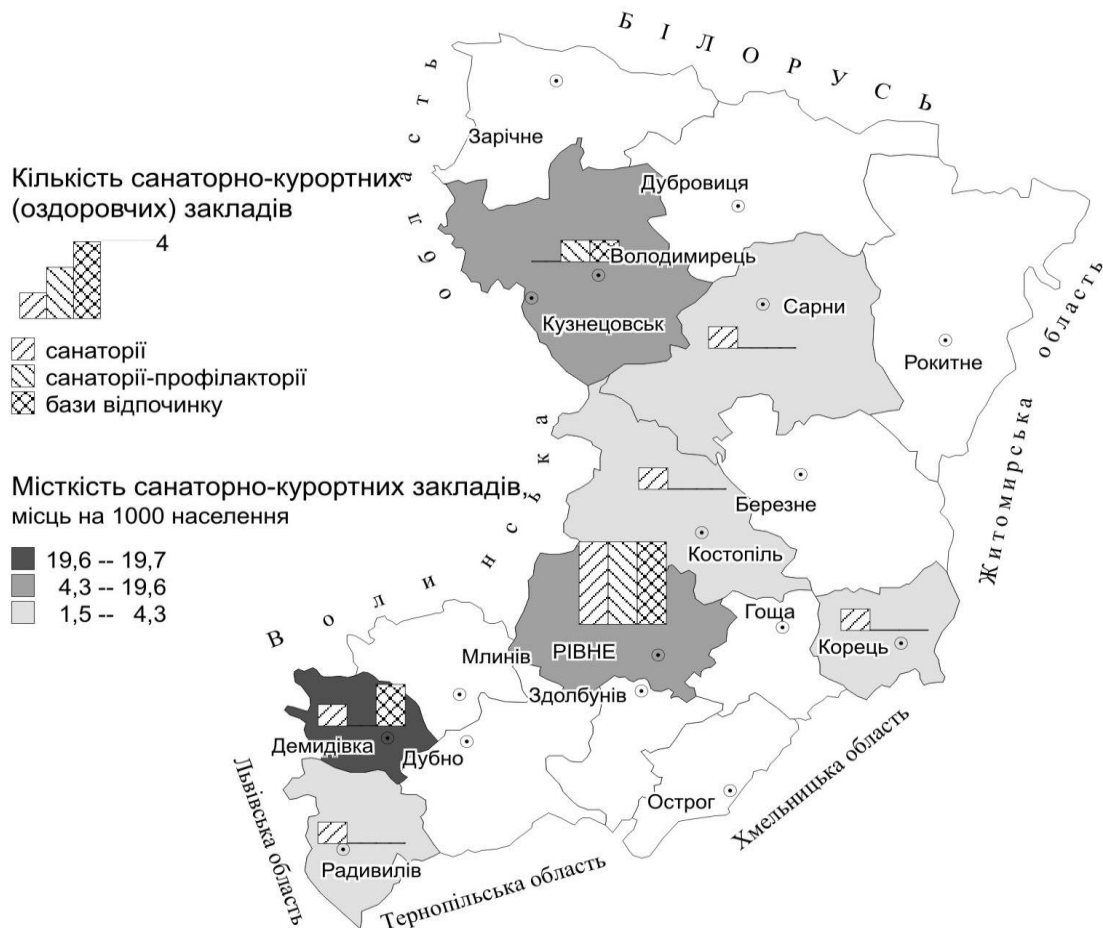 БІЛОРУСЬ
Волинська область
Зарічне
Кількість санаторно-курортних
(оздоровчих) закладів
4
санаторії
санаторії-профілакторії
бази відпочинку
Місткість санаторно-курортних закладів,
місць на 1000 населення
19,6 -- 19,7
4,3 -- 19,6
1,5 -- 4,3
Дубровиця
Володимирець
Кузнецовськ
Сарни
Рокитне
Житомирська область
Березне
Костопіль
Гоща
Корець
Млинів
РІВНЕ
Здолбунів
Демидівка
Дубно
Острог
Радивилів
Львівська область
Тернопільська область
Хмельницька область